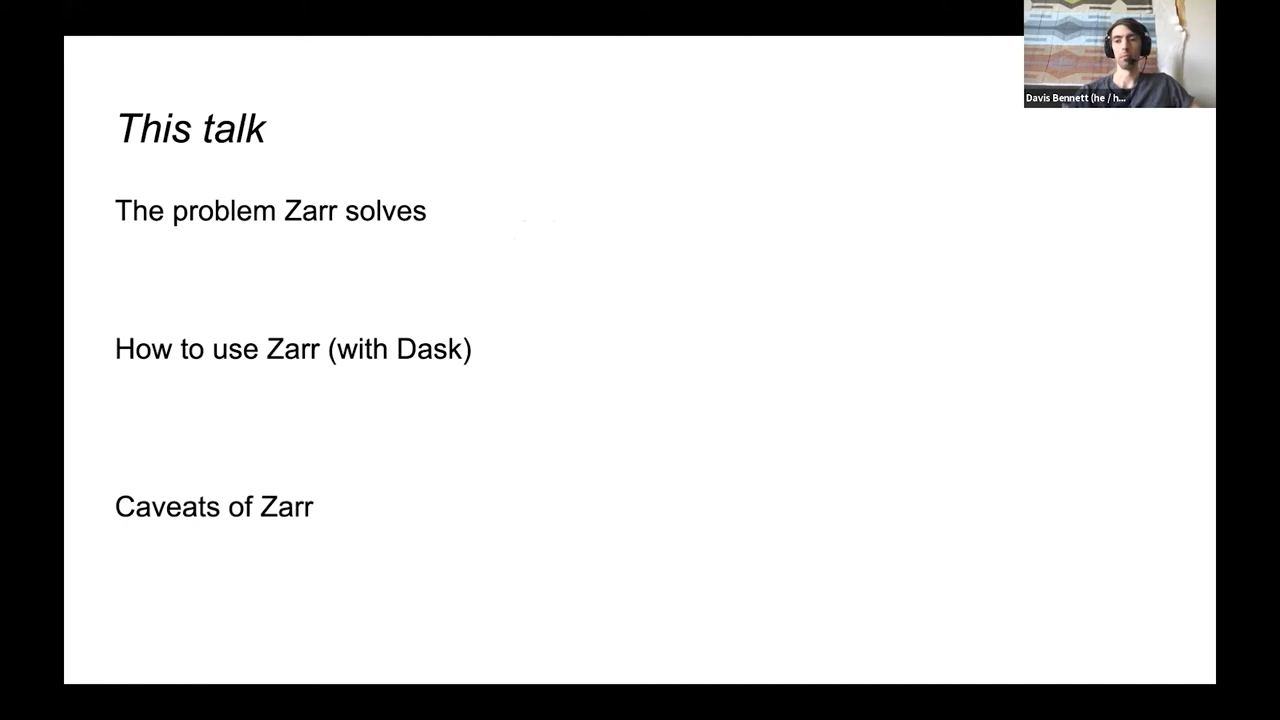 Davis Bennett (he / h...
This talk
The problem Zarr solves
How to use Zarr (with Dask)
Caveats of Zarr